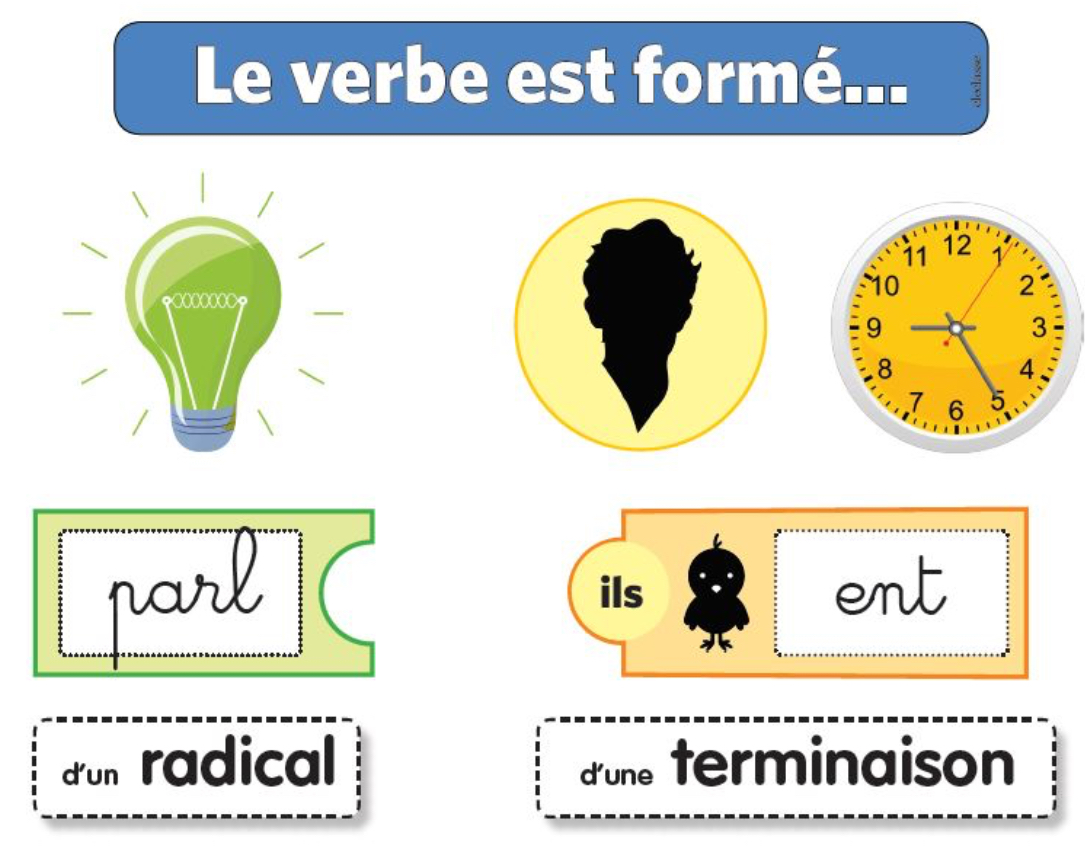 Le verbe est formé...
declasse
11 12 1
10 2
9 3
8 4
7 6 5
parl
ils ent
d'un radical
d'une terminaison